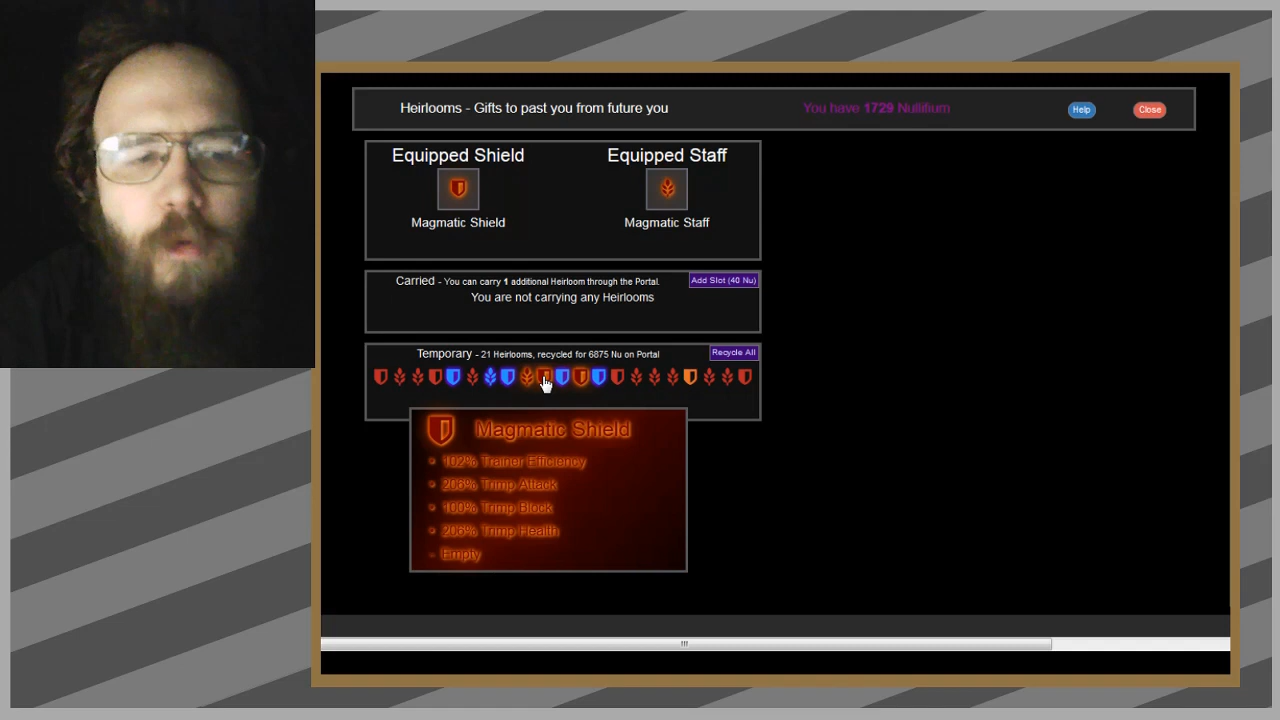 Heirlooms - Gifts to past you from future you
You have 1729 Nullifium
Help
Close
Equipped Shield
Equipped Staff
Magmatic Shield
Magmatic Staff
Carried - You can carry 1 additional Heirloom through the Portal.
Add Slot (40 Nu)
You are not carrying any Heirlooms
Temporary - 21 Heirlooms, recycled for 6875 Nu on Portal
Recycle All
Magmatic Shield
• 102% Trainer Efficiency
• 206% Trimp Attack
• 100% Trimp Block
• 206% Trimp Health
- Empty